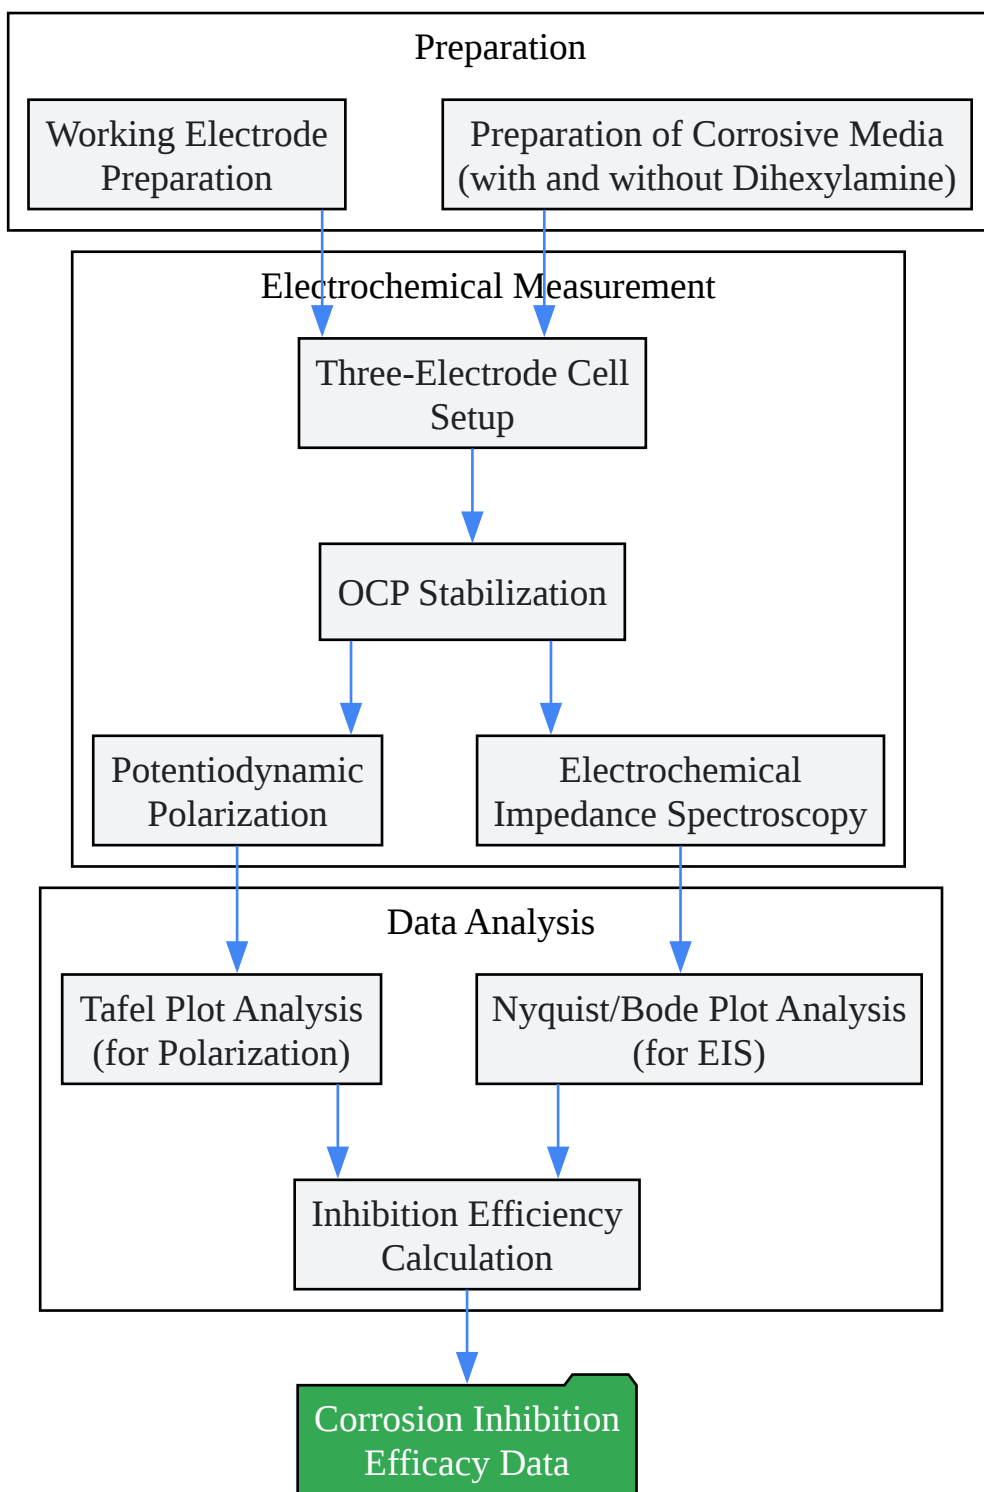 Preparation
Working Electrode
Preparation
Preparation of Corrosive Media
(with and without Dihexylamine)
Electrochemical Measurement
Three-Electrode Cell
Setup
OCP Stabilization
Potentiodynamic
Polarization
Electrochemical
Impedance Spectroscopy
Data Analysis
Tafel Plot Analysis
(for Polarization)
Nyquist/Bode Plot Analysis
(for EIS)
Inhibition Efficiency
Calculation
Corrosion Inhibition
Efficacy Data